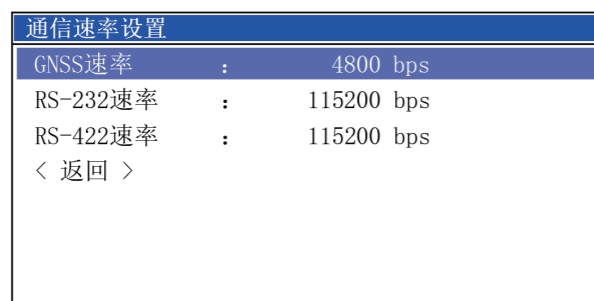 通信速率设置
GNSS速率 : 4800 bps
RS-232速率 : 115200 bps
RS-422速率 : 115200 bps
< 返回 >